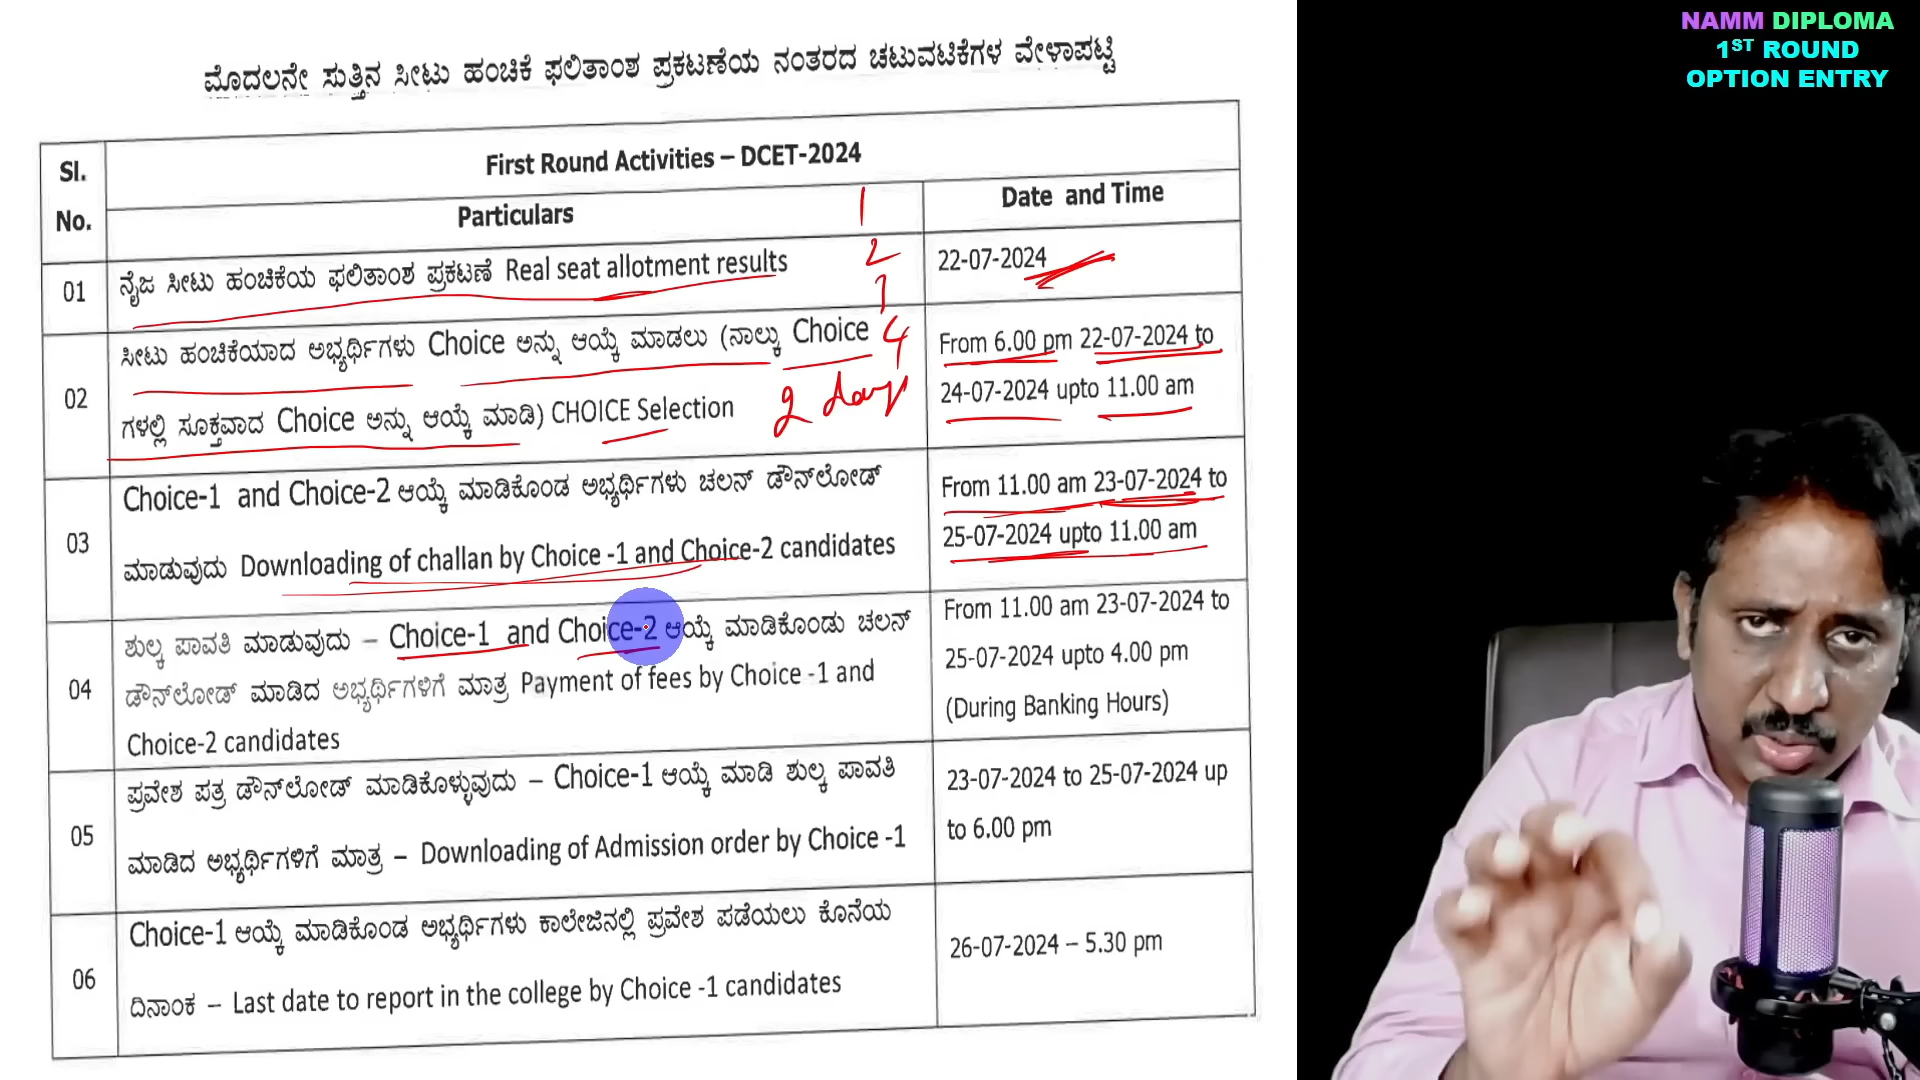 NAMM DIPLOMA
1ST ROUND
OPTION ENTRY
ಮೊದಲನೇ ಸುತ್ತಿನ ಸೀಟು ಹಂಚಿಕೆ ಫಲಿತಾಂಶ ಪ್ರಕಟಣೆಯ ನಂತರದ ಚಟುವಟಿಕೆಗಳ ವೇಳಾಪಟ್ಟಿ
Sl. No.
First Round Activities – DCET-2024
Particulars
Date and Time
1
2
3
4
2 days
01
ನೈಜ ಸೀಟು ಹಂಚಿಕೆಯ ಫಲಿತಾಂಶ ಪ್ರಕಟಣೆ Real seat allotment results
22-07-2024
02
ಸೀಟು ಹಂಚಿಕೆಯಾದ ಅಭ್ಯರ್ಥಿಗಳು Choice ಅನ್ನು ಆಯ್ಕೆ ಮಾಡಲು (ನಾಲ್ಕು Choice
ಗಳಲ್ಲಿ ಸೂಕ್ತವಾದ Choice ಅನ್ನು ಆಯ್ಕೆ ಮಾಡಿ) CHOICE Selection
From 6.00 pm 22-07-2024 to
24-07-2024 upto 11.00 am
03
Choice-1 and Choice-2 ಆಯ್ಕೆ ಮಾಡಿಕೊಂಡ ಅಭ್ಯರ್ಥಿಗಳು ಚಲನ್ ಡೌನ್‌ಲೋಡ್
ಮಾಡುವುದು Downloading of challan by Choice -1 and Choice-2 candidates
From 11.00 am 23-07-2024 to
25-07-2024 upto 11.00 am
04
ಶುಲ್ಕ ಪಾವತಿ ಮಾಡುವುದು – Choice-1 and Choice-2 ಆಯ್ಕೆ ಮಾಡಿಕೊಂಡು ಚಲನ್
ಡೌನ್‌ಲೋಡ್ ಮಾಡಿದ ಅಭ್ಯರ್ಥಿಗಳಿಗೆ ಮಾತ್ರ Payment of fees by Choice -1 and
Choice-2 candidates
From 11.00 am 23-07-2024 to
25-07-2024 upto 4.00 pm
(During Banking Hours)
05
ಪ್ರವೇಶ ಪತ್ರ ಡೌನ್‌ಲೋಡ್ ಮಾಡಿಕೊಳ್ಳುವುದು – Choice-1 ಆಯ್ಕೆ ಮಾಡಿ ಶುಲ್ಕ ಪಾವತಿ
ಮಾಡಿದ ಅಭ್ಯರ್ಥಿಗಳಿಗೆ ಮಾತ್ರ – Downloading of Admission order by Choice -1
23-07-2024 to 25-07-2024 up
to 6.00 pm
06
Choice-1 ಆಯ್ಕೆ ಮಾಡಿಕೊಂಡ ಅಭ್ಯರ್ಥಿಗಳು ಕಾಲೇಜಿನಲ್ಲಿ ಪ್ರವೇಶ ಪಡೆಯಲು ಕೊನೆಯ
ದಿನಾಂಕ – Last date to report in the college by Choice -1 candidates
26-07-2024 – 5.30 pm